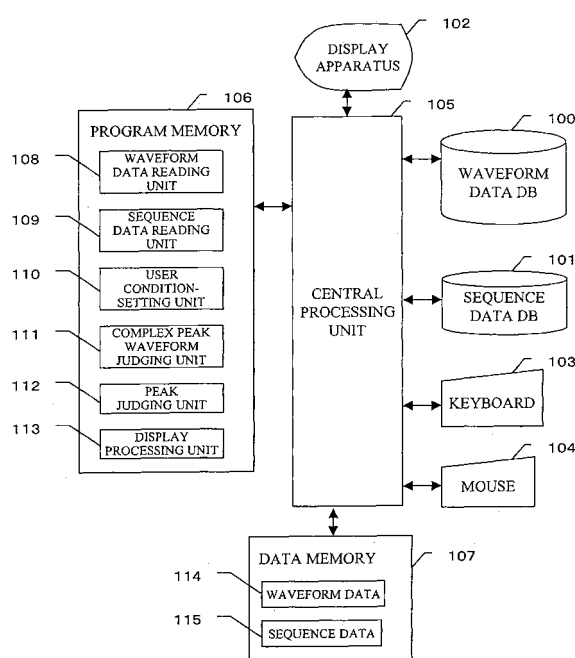 102
DISPLAY
APPARATUS
106
105
100
PROGRAM MEMORY
108
WAVEFORM
DATA READING
UNIT
109
SEQUENCE
DATA READING
UNIT
110
USER
CONDITION-
SETTING UNIT
111
COMPLEX PEAK
WAVEFORM
JUDGING UNIT
112
PEAK
JUDGING UNIT
113
DISPLAY
PROCESSING UNIT
CENTRAL
PROCESSING
UNIT
WAVEFORM
DATA DB
101
SEQUENCE
DATA DB
103
KEYBOARD
104
MOUSE
DATA MEMORY
107
114
WAVEFORM DATA
115
SEQUENCE DATA